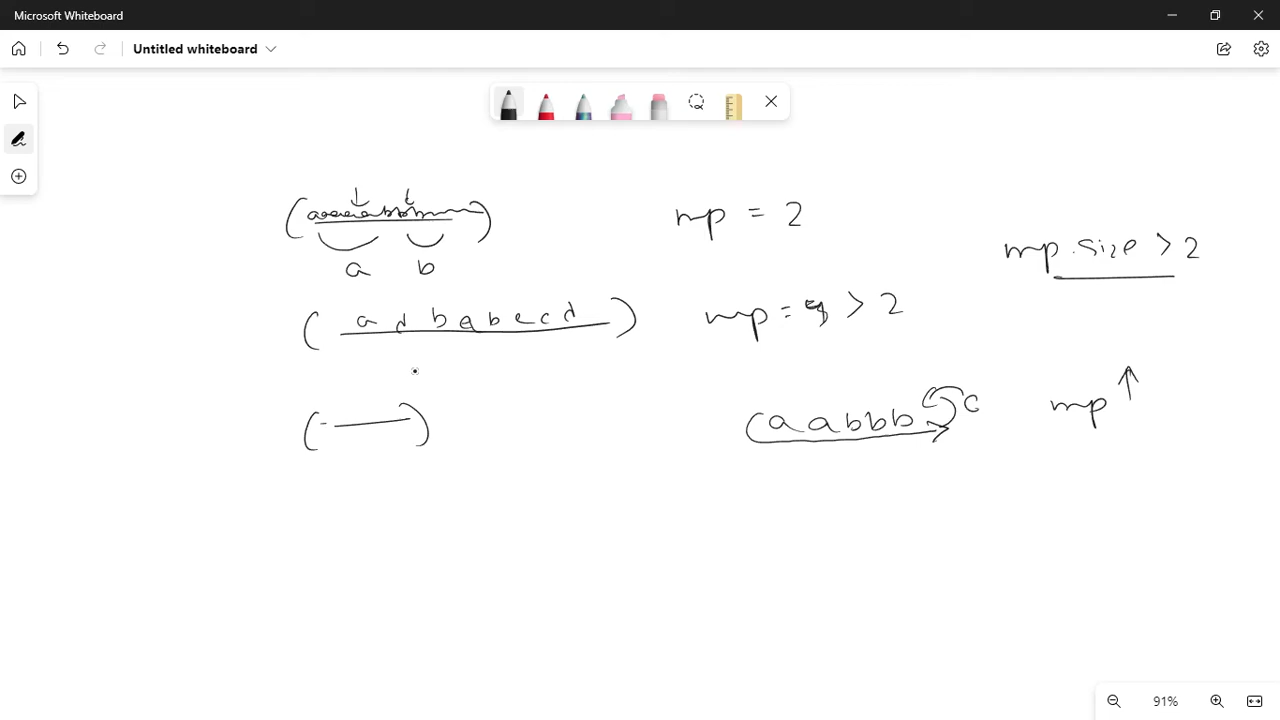 Microsoft Whiteboard
Untitled whiteboard
mp = 2
mp.size > 2
a b
( a d b e b e c d ) mp = > 2
( a a b b b c mp ↑
91%